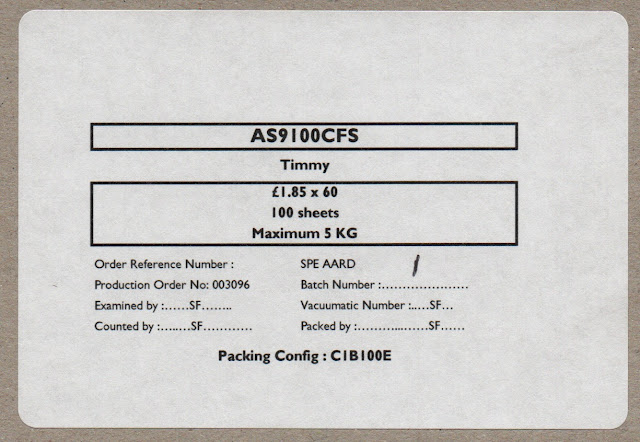 AS9100CFS
Timmy
£1.85 x 60
100 sheets
Maximum 5 KG
Order Reference Number : SPE AARD 1
Production Order No: 003096 Batch Number :.....................
Examined by :......SF........ Vacuumatic Number :.....SF...
Counted by :........SF............ Packed by :..................SF......
Packing Config : C1B100E